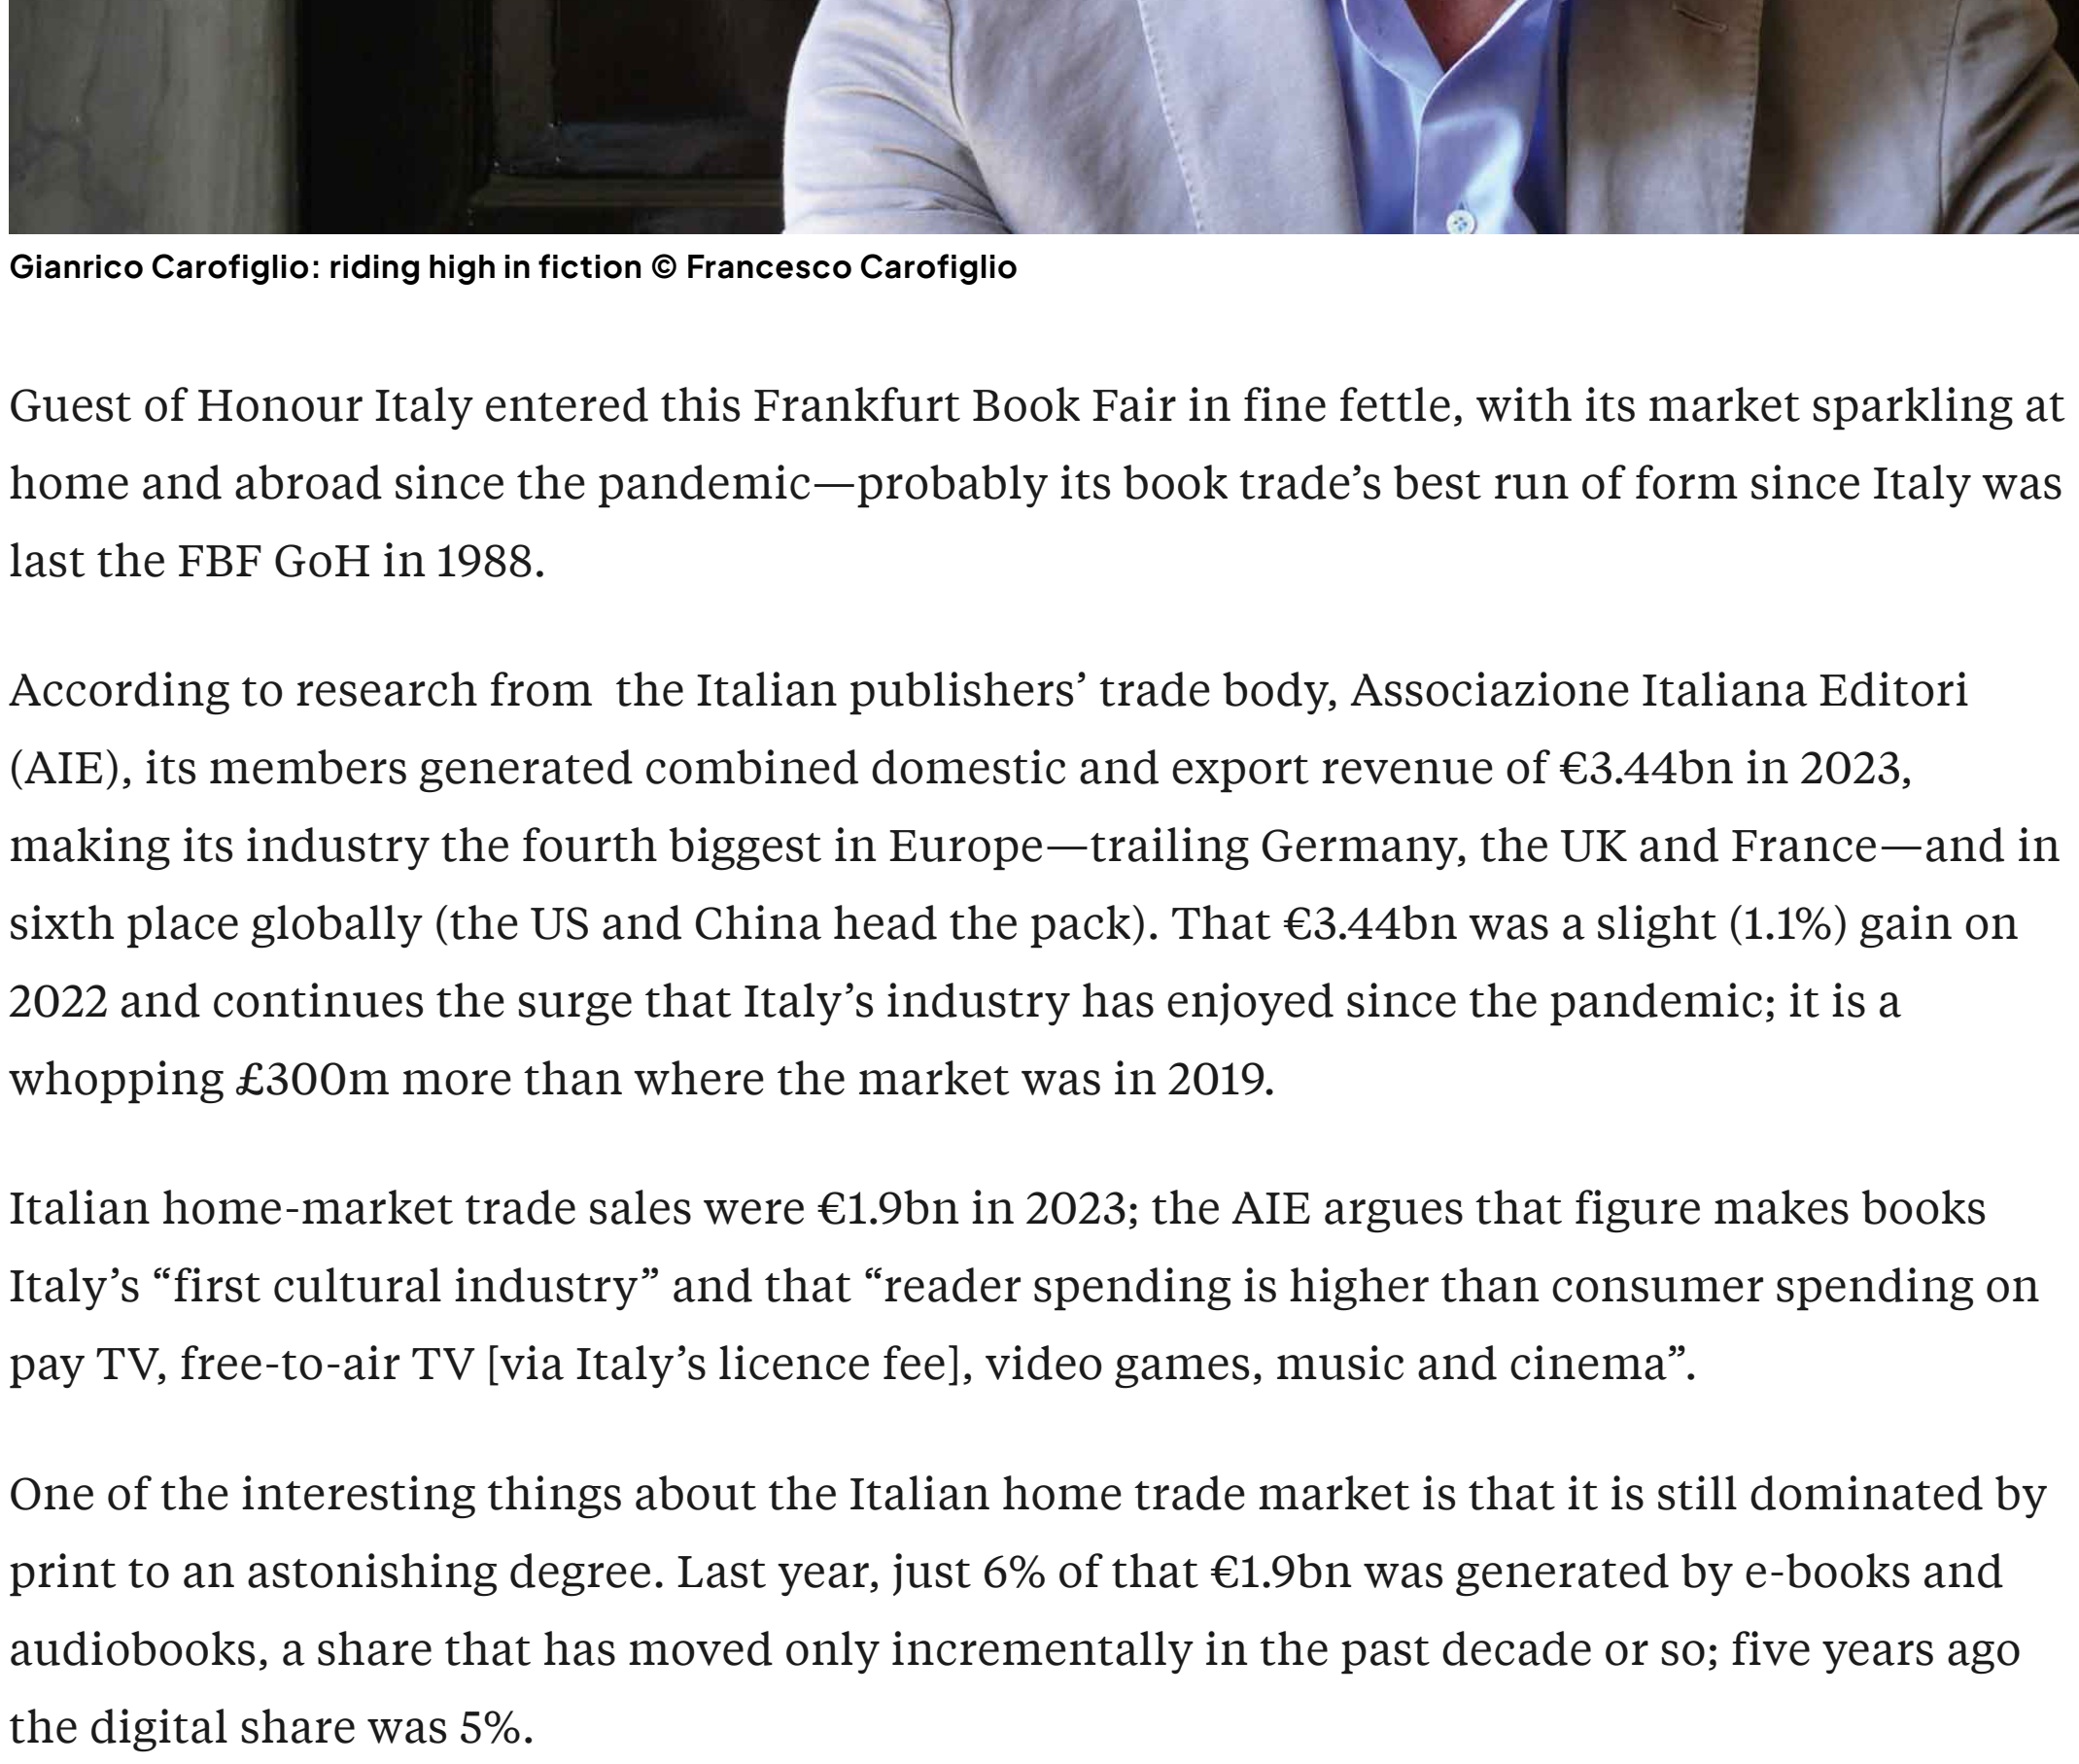 Gianrico Carofiglio: riding high in fiction © Francesco Carofiglio
Guest of Honour Italy entered this Frankfurt Book Fair in fine fettle, with its market sparkling at
home and abroad since the pandemic—probably its book trade’s best run of form since Italy was
last the FBF GoH in 1988.
According to research from  the Italian publishers’ trade body, Associazione Italiana Editori
(AIE), its members generated combined domestic and export revenue of €3.44bn in 2023,
making its industry the fourth biggest in Europe—trailing Germany, the UK and France—and in
sixth place globally (the US and China head the pack). That €3.44bn was a slight (1.1%) gain on
2022 and continues the surge that Italy’s industry has enjoyed since the pandemic; it is a
whopping £300m more than where the market was in 2019.
Italian home-market trade sales were €1.9bn in 2023; the AIE argues that figure makes books
Italy’s “first cultural industry” and that “reader spending is higher than consumer spending on
pay TV, free-to-air TV [via Italy’s licence fee], video games, music and cinema”.
One of the interesting things about the Italian home trade market is that it is still dominated by
print to an astonishing degree. Last year, just 6% of that €1.9bn was generated by e-books and
audiobooks, a share that has moved only incrementally in the past decade or so; five years ago
the digital share was 5%.